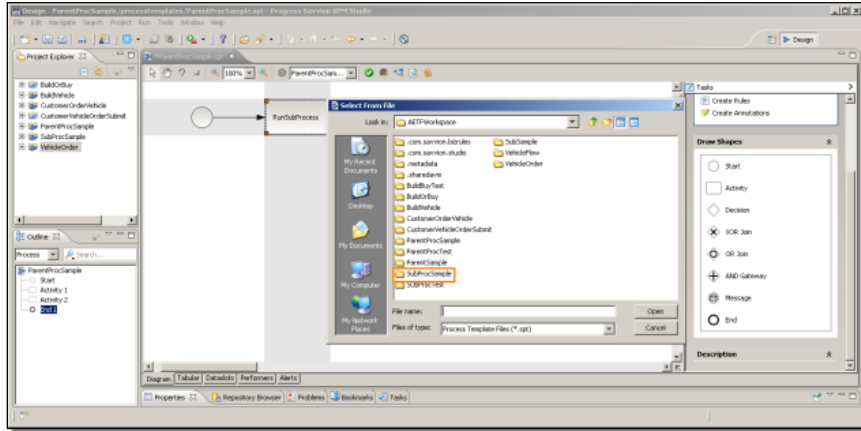 Design - ParentProcSample/processtemplates/ParentProcSample.spt - Progress Savvion BPM Studio
File Edit Navigate Search Project Run Tools Window Help
Design
Project Explorer
*ParentProcSample.spt
100%
ParentProcSam...
BuildOrBuy
BuildVehicle
CustomerOrderVehicle
CustomerVehicleOrderSubmit
ParentProcSample
SubProcSample
VehicleOrder
RunSubProcess
Select From File
Look in: AETFWorkspace
My Recent Documents
Desktop
My Documents
My Computer
My Network Places
.com.savvion.bizrules
.com.savvion.studio
.metadata
.sharedavm
BuildBuyTest
BuildOrBuy
BuildVehicle
CustomerOrderVehicle
CustomerVehicleOrderSubmit
ParentProcSample
ParentProcTest
ParentSample
SubProcSample
SubProcTest
SubSample
VehicleFlow
VehicleOrder
File name:
Open
Files of type: Process Template Files (*.spt)
Cancel
Tasks
Create Rules
Create Annotations
Draw Shapes
Start
Activity
Decision
XOR Join
OR Join
AND Gateway
Message
End
Description
Outline
Process
Search...
ParentProcSample
Start
Activity 1
Activity 2
End 1
Diagram Tabular Dataslots Performers Alerts
Properties Repository Browser Problems Bookmarks Tasks